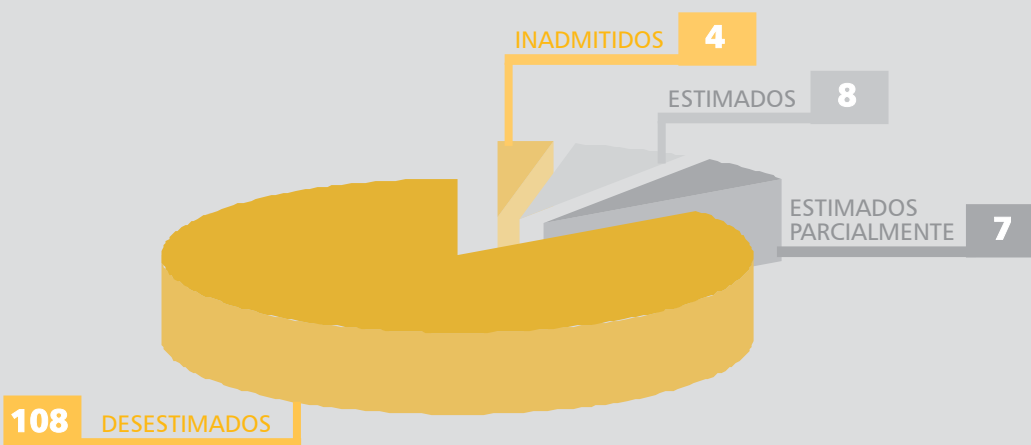 INADMITIDOS 4
ESTIMADOS 8
ESTIMADOS
PARCIALMENTE 7
108 DESESTIMADOS